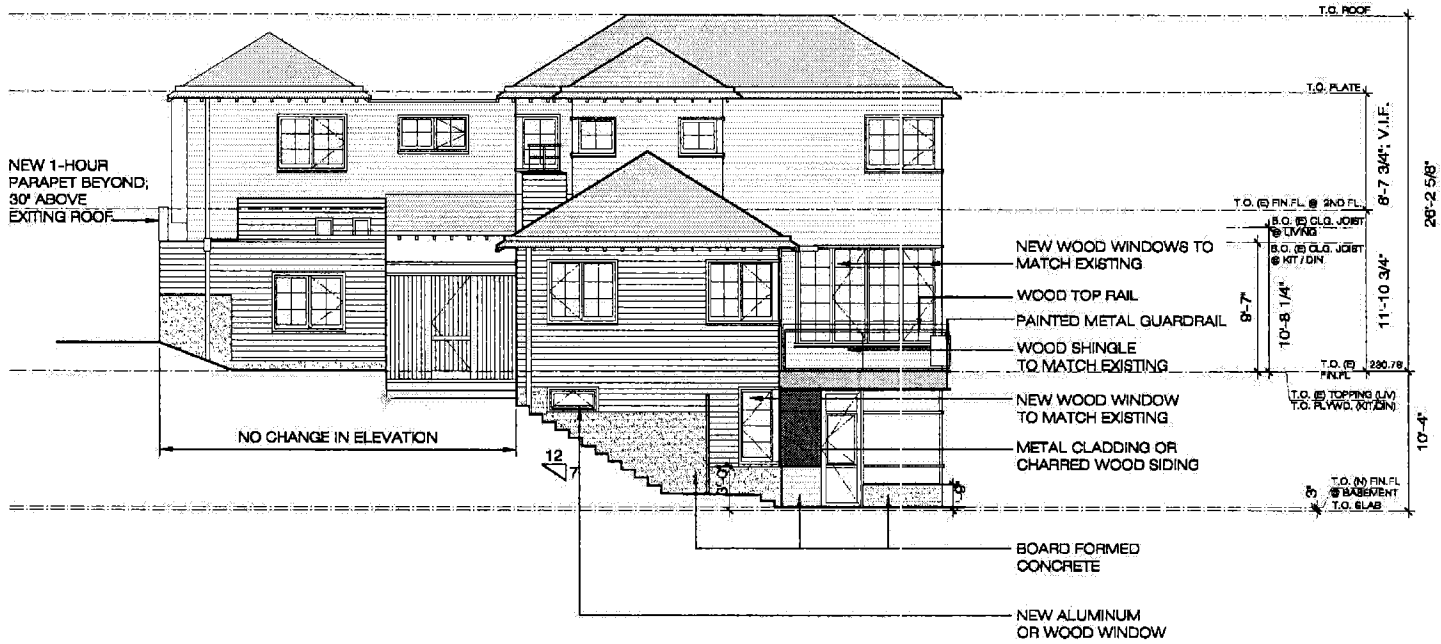 T.O. ROOF
T.O. PLATE
8'-7 3/4"; V.I.F.
26'-2 5/8"
NEW 1-HOUR
PARAPET BEYOND;
30" ABOVE
EXITING ROOF
T.O. (E) FIN.FL. @ 2ND FL.
B.O. (E) CLG. JOIST
@ LIVING
B.O. (E) CLG. JOIST
@ KIT / DIN
NEW WOOD WINDOWS TO
MATCH EXISTING
WOOD TOP RAIL
PAINTED METAL GUARDRAIL
WOOD SHINGLE
TO MATCH EXISTING
9'-7"
10'-8 1/4"
11'-10 3/4"
T.O. (E) 280.78'
FIN.FL
T.O. (E) TOPPING (LIV)
T.O. PLYWD. (KIT/DIN)
NEW WOOD WINDOW
TO MATCH EXISTING
METAL CLADDING OR
CHARRED WOOD SIDING
10'-4"
NO CHANGE IN ELEVATION
12
7
3'-0"
3"
T.O. (N) FIN.FL
@ BASEMENT
T.O. SLAB
BOARD FORMED
CONCRETE
NEW ALUMINUM
OR WOOD WINDOW